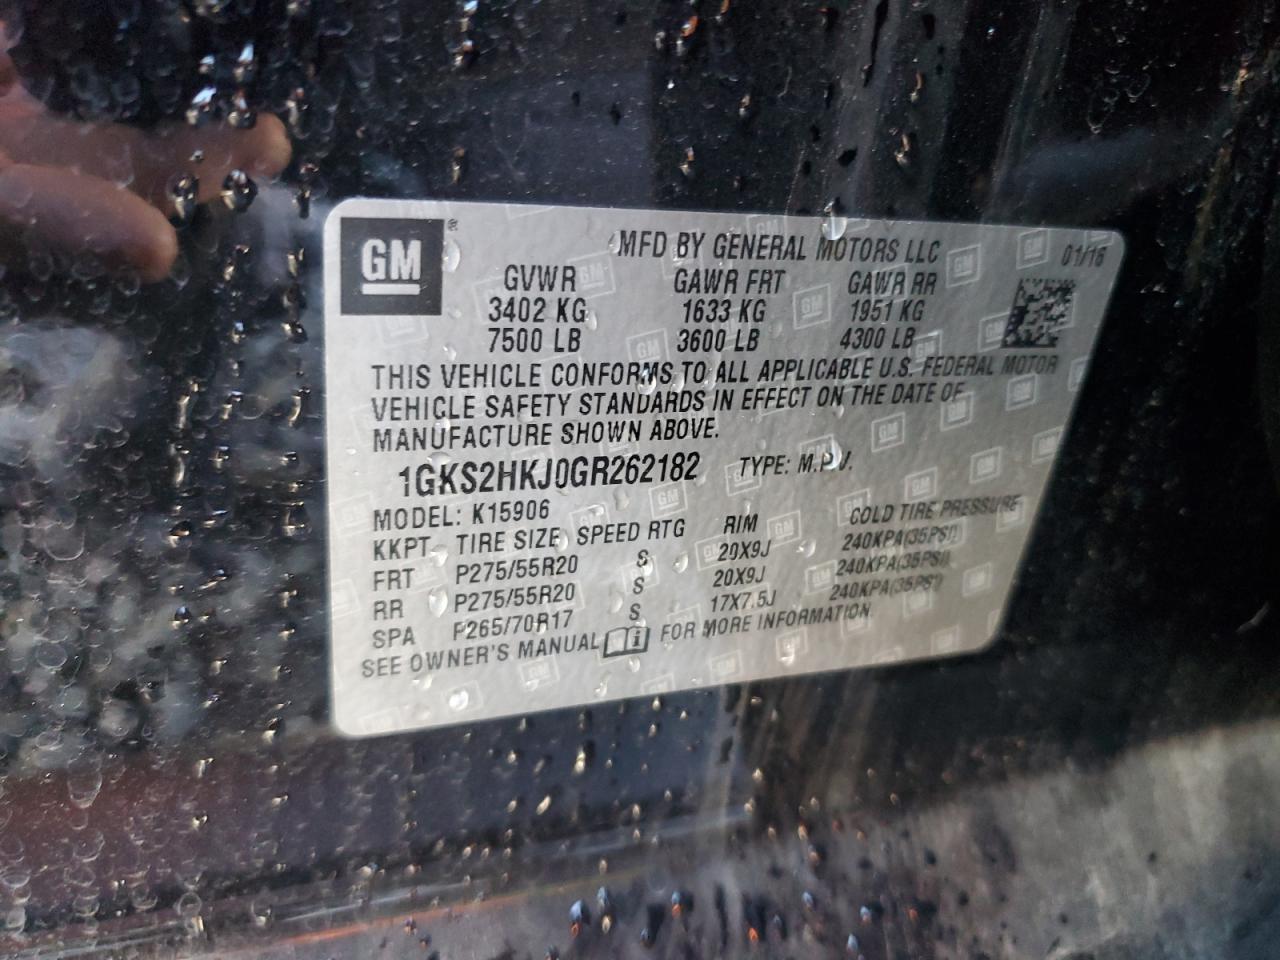 GM ®
MFD BY GENERAL MOTORS LLC 01/16
GVWR GAWR FRT GAWR RR
3402 KG 1633 KG 1951 KG
7500 LB 3600 LB 4300 LB
THIS VEHICLE CONFORMS TO ALL APPLICABLE U.S. FEDERAL MOTOR
VEHICLE SAFETY STANDARDS IN EFFECT ON THE DATE OF
MANUFACTURE SHOWN ABOVE.
1GKS2HKJ0GR262182 TYPE: M.P.V.
MODEL: K15906
KKPT TIRE SIZE SPEED RTG RIM COLD TIRE PRESSURE
FRT P275/55R20 S 20X9J 240KPA(35PSI)
RR P275/55R20 S 20X9J 240KPA(35PSI)
SPA P265/70R17 S 17X7.5J 240KPA(35PSI)
SEE OWNER'S MANUAL i FOR MORE INFORMATION.